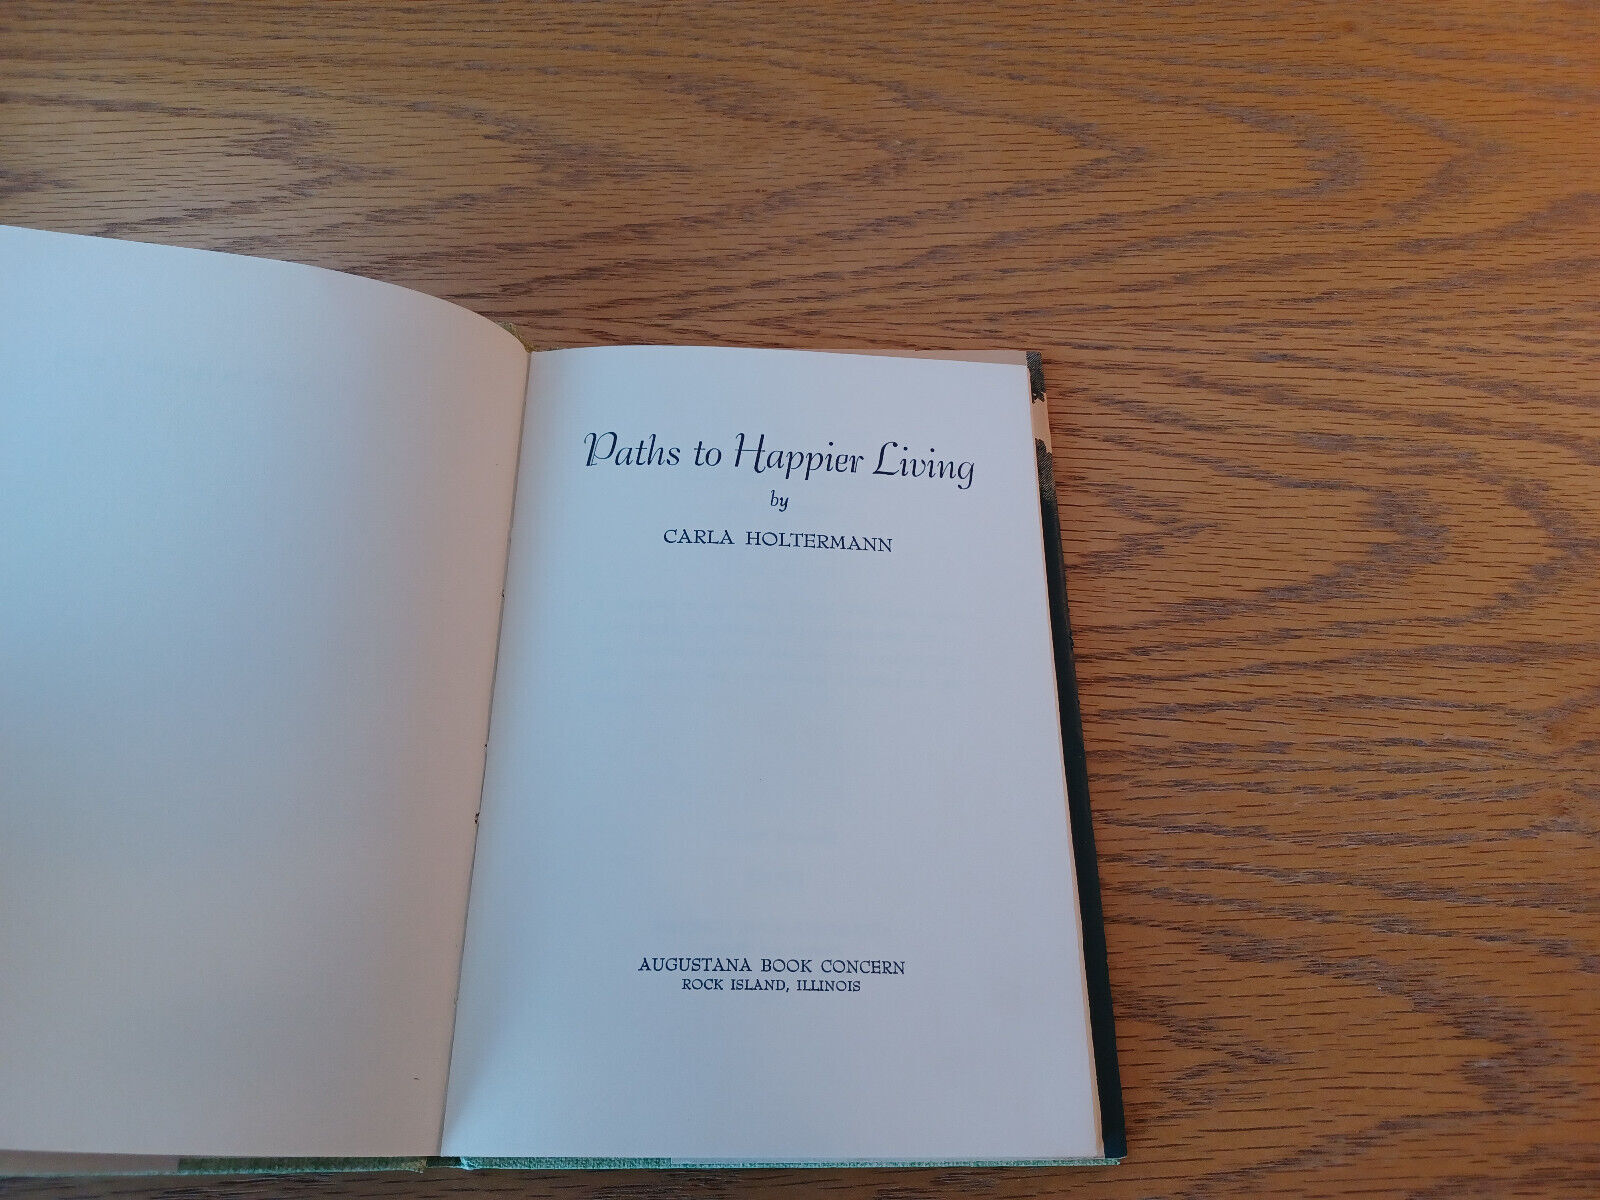 Paths to Happier Living
by
CARLA HOLTERMANN
AUGUSTANA BOOK CONCERN
ROCK ISLAND, ILLINOIS